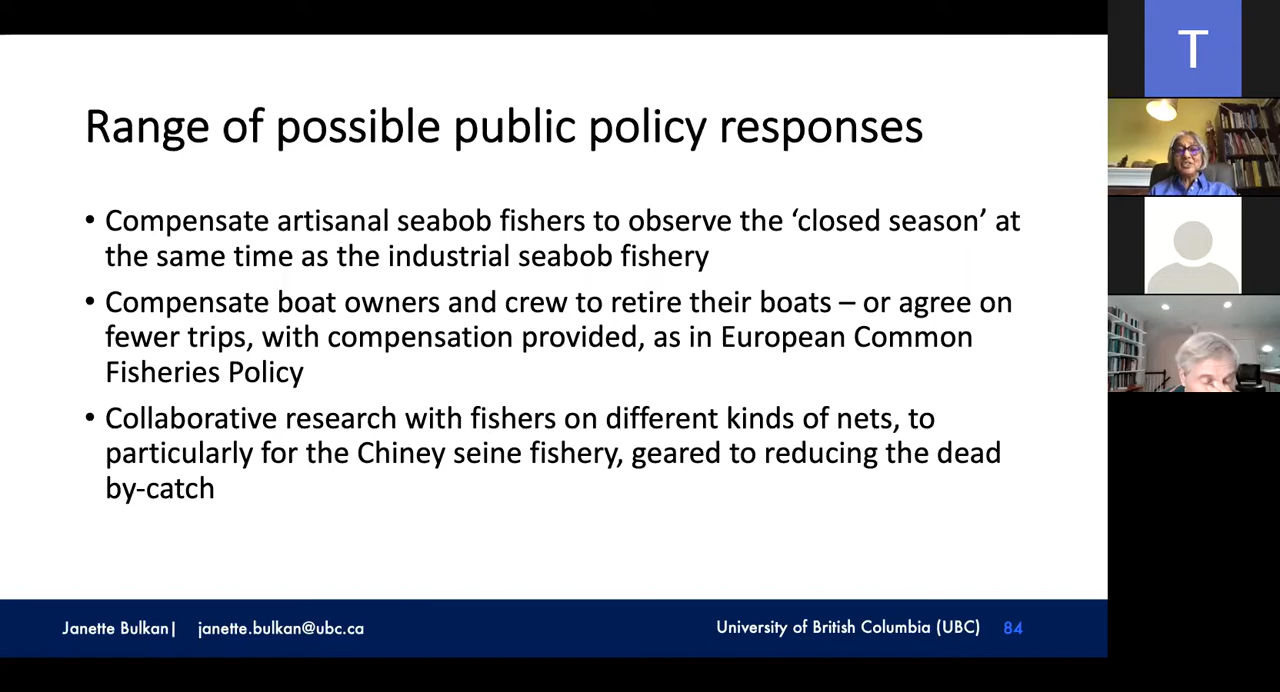 Range of possible public policy responses
• Compensate artisanal seabob fishers to observe the ‘closed season’ at
the same time as the industrial seabob fishery
• Compensate boat owners and crew to retire their boats – or agree on
fewer trips, with compensation provided, as in European Common
Fisheries Policy
• Collaborative research with fishers on different kinds of nets, to
particularly for the Chiney seine fishery, geared to reducing the dead
by-catch
Janette Bulkan| janette.bulkan@ubc.ca
University of British Columbia (UBC) 84
T